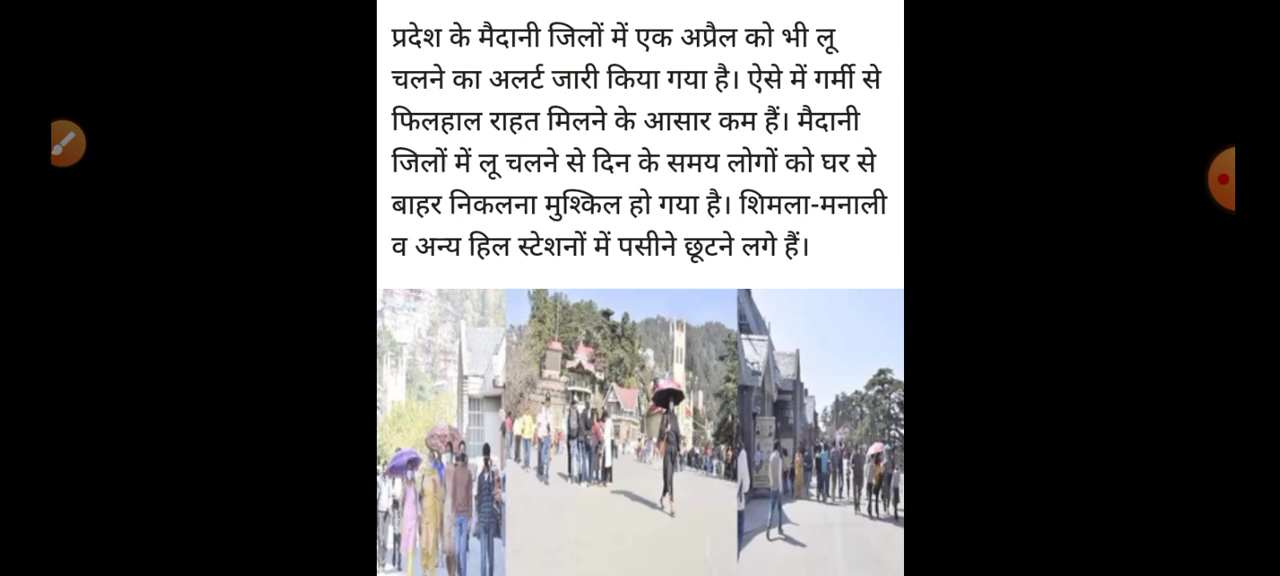 प्रदेश के मैदानी जिलों में एक अप्रैल को भी लू
चलने का अलर्ट जारी किया गया है। ऐसे में गर्मी से
फिलहाल राहत मिलने के आसार कम हैं। मैदानी
जिलों में लू चलने से दिन के समय लोगों को घर से
बाहर निकलना मुश्किल हो गया है। शिमला-मनाली
व अन्य हिल स्टेशनों में पसीने छूटने लगे हैं।